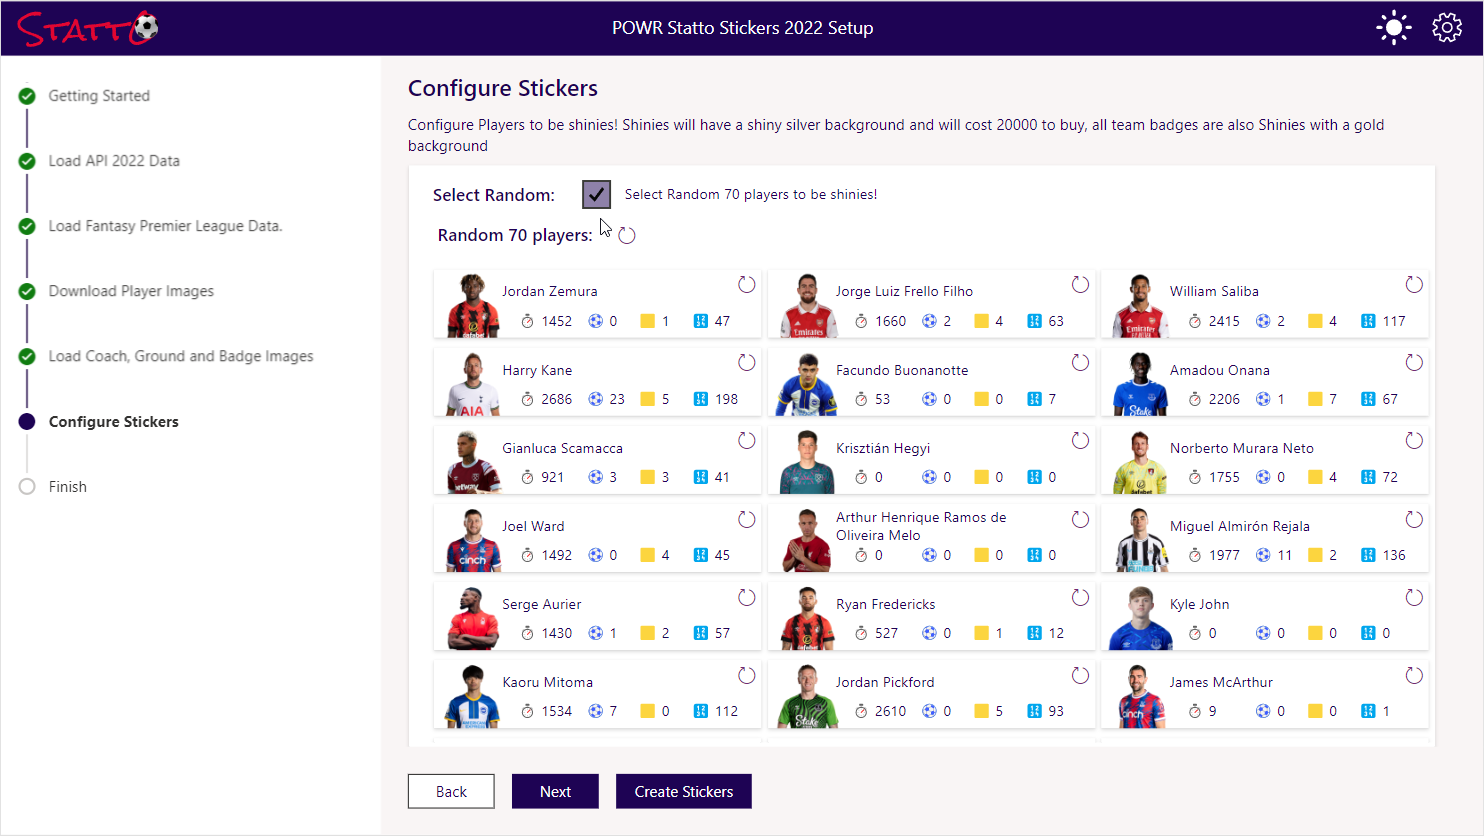 STATTO
POWR Statto Stickers 2022 Setup
Getting Started
Load API 2022 Data
Load Fantasy Premier League Data.
Download Player Images
Load Coach, Ground and Badge Images
Configure Stickers
Finish
Configure Stickers
Configure Players to be shinies! Shinies will have a shiny silver background and will cost 20000 to buy, all team badges are also Shinies with a gold
background
Select Random:
Select Random 70 players to be shinies!
Random 70 players:
Jordan Zemura
1452 0 1 47
Jorge Luiz Frello Filho
1660 2 4 63
William Saliba
2415 2 4 117
Harry Kane
2686 23 5 198
Facundo Buonanotte
53 0 0 7
Amadou Onana
2206 1 7 67
Gianluca Scamacca
921 3 3 41
Krisztián Hegyi
0 0 0 0
Norberto Murara Neto
1755 0 4 72
Joel Ward
1492 0 4 45
Arthur Henrique Ramos de
Oliveira Melo
0 0 0 0
Miguel Almirón Rejala
1977 11 2 136
Serge Aurier
1430 1 2 57
Ryan Fredericks
527 0 1 12
Kyle John
0 0 0 0
Kaoru Mitoma
1534 7 0 112
Jordan Pickford
2610 0 5 93
James McArthur
9 0 0 1
Back
Next
Create Stickers